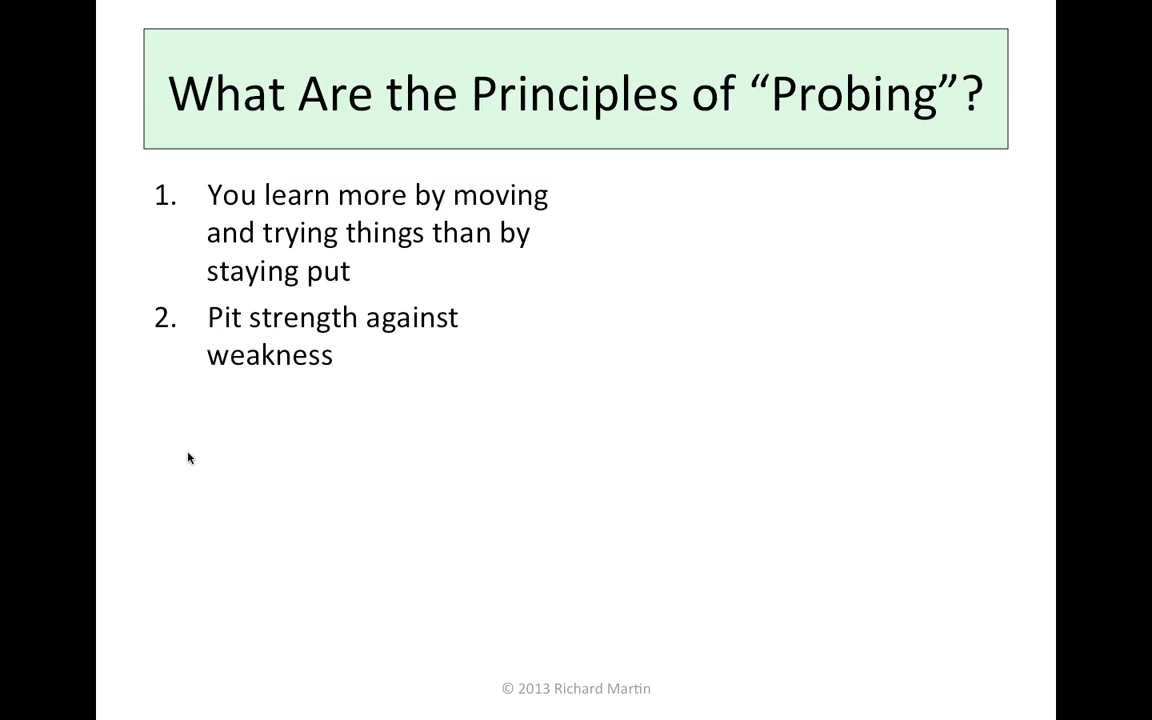 What Are the Principles of “Probing”?
1. You learn more by moving
and trying things than by
staying put
2. Pit strength against
weakness
© 2013 Richard Martin